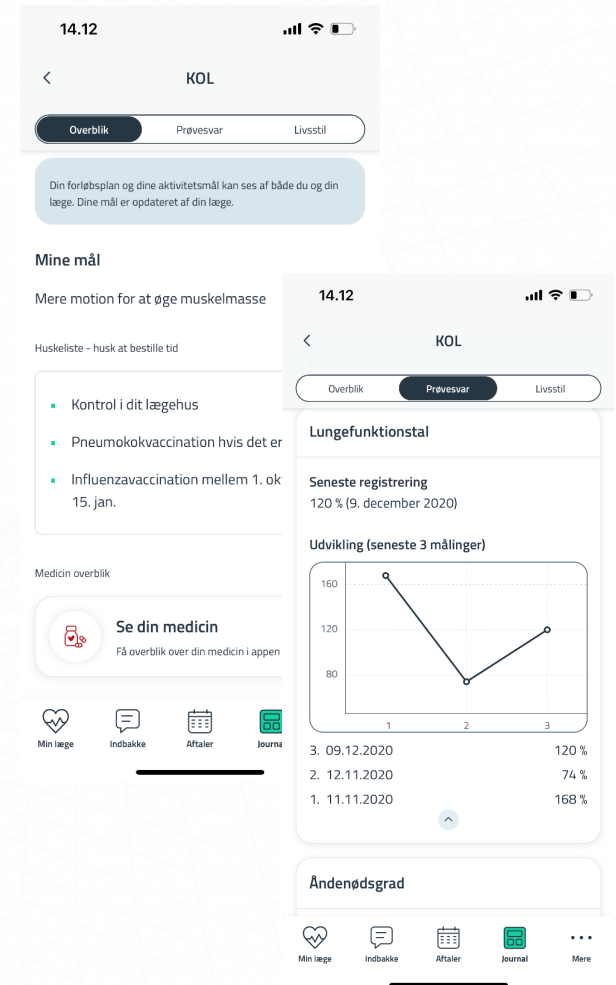 14.12
KOL
Overblik
Prøvesvar
Livsstil
Din forløbsplan og dine aktivitetsmål kan ses af både du og din
læge. Dine mål er opdateret af din læge.
Mine mål
Mere motion for at øge muskelmasse
Huskeliste - husk at bestille tid
Kontrol i dit lægehus
Pneumokokvaccination hvis det er
Influenzavaccination mellem 1. ok
15. jan.
Medicin overblik
Se din medicin
Få overblik over din medicin i appen
Min læge
Indbakke
Aftaler
Journa
14.12
KOL
Overblik
Prøvesvar
Livsstil
Lungefunktionstal
Seneste registrering
120 % (9. december 2020)
Udvikling (seneste 3 målinger)
160
120
80
1 2 3
3. 09.12.2020 120 %
2. 12.11.2020 74 %
1. 11.11.2020 168 %
Åndenødsgrad
Min læge
Indbakke
Aftaler
Journal
Mere